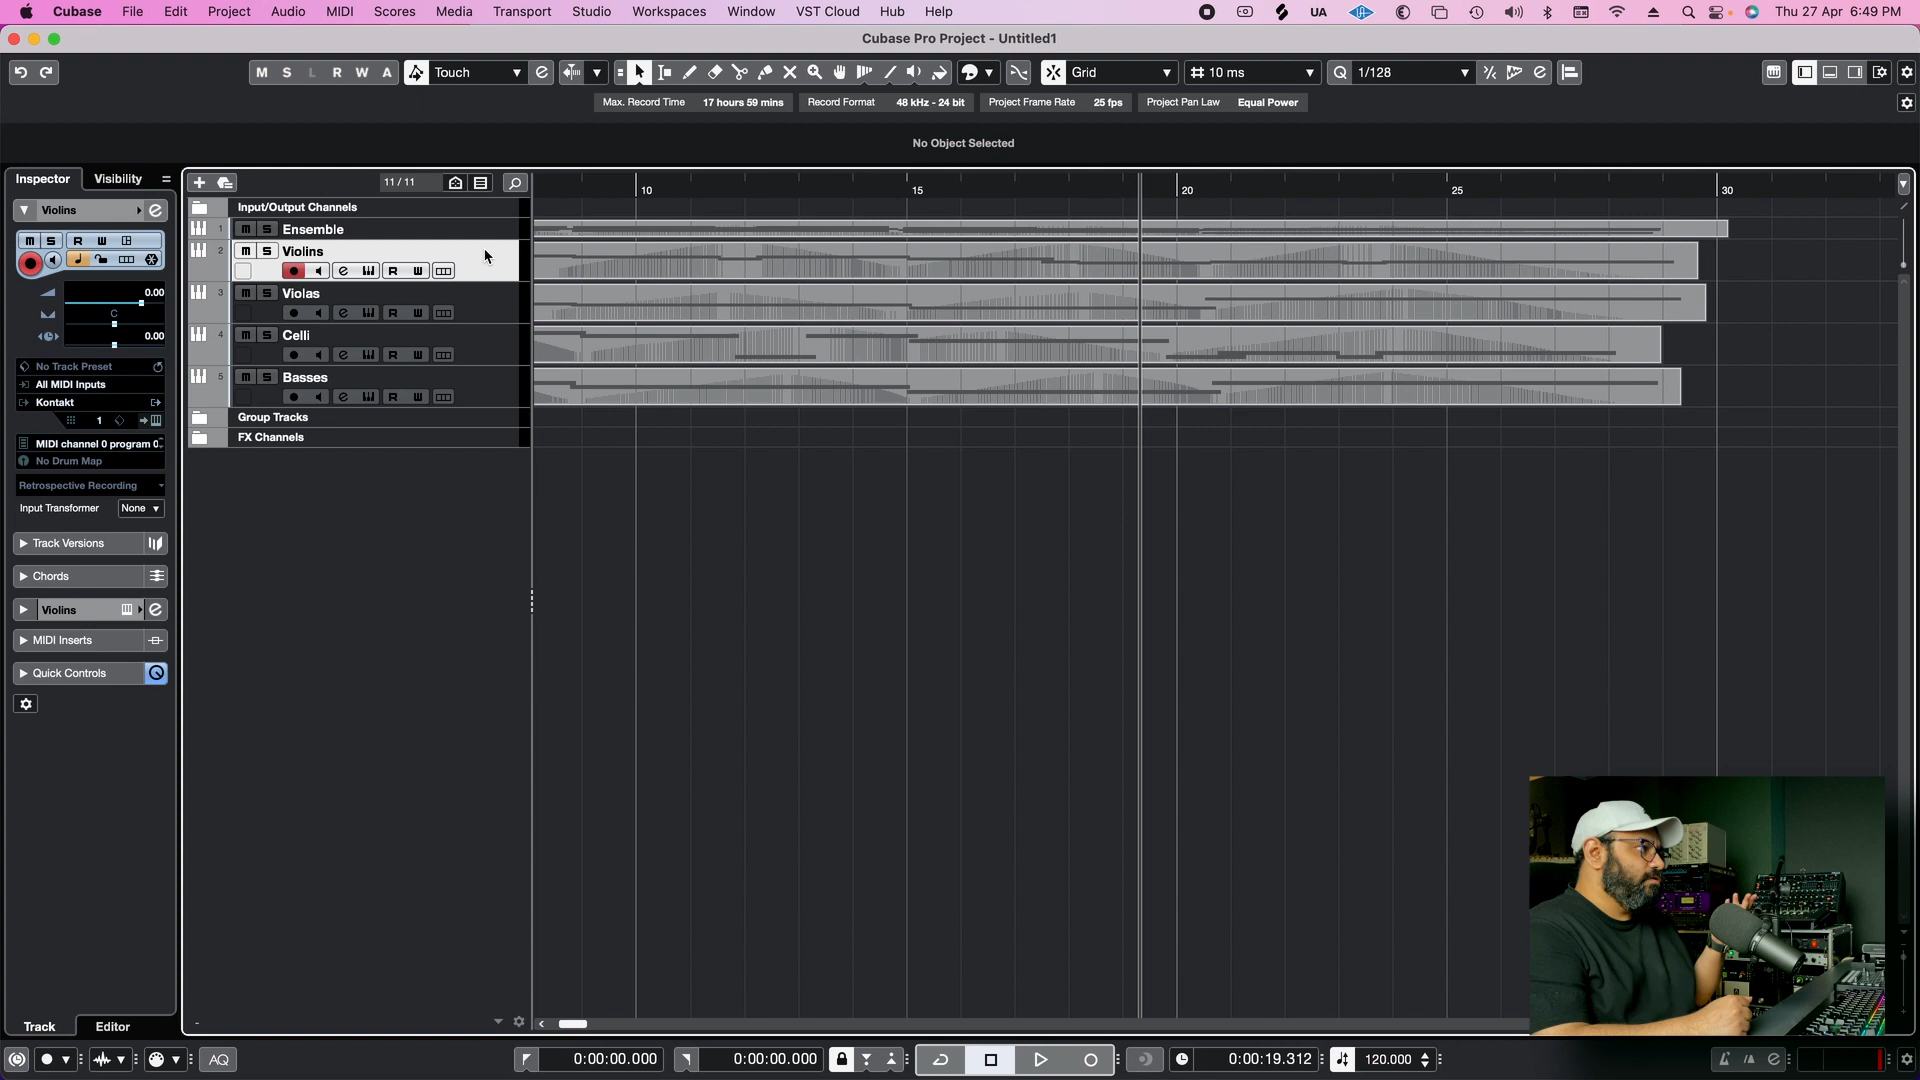 Cubase File Edit Project Audio MIDI Scores Media Transport Studio Workspaces Window VST Cloud Hub Help UA Thu 27 Apr 6:49 PM
Cubase Pro Project - Untitled1
M S L R W A Touch Grid 10 ms Q 1/128
Max. Record Time 17 hours 59 mins Record Format 48 kHz - 24 bit Project Frame Rate 25 fps Project Pan Law Equal Power
No Object Selected
Inspector Visibility 11 / 11 10 15 20 25 30
Violins
Input/Output Channels
1 m S Ensemble
2 m S Violins
R W
3 m S Violas
R W
4 m S Celli
R W
5 m S Basses
R W
Group Tracks
FX Channels
m S R W
0.00
C
0.00
No Track Preset
All MIDI Inputs
Kontakt
1
MIDI channel 0 program 0
No Drum Map
Retrospective Recording
Input Transformer None
Track Versions
Chords
Violins
MIDI Inserts
Quick Controls
Track Editor
AQ 0:00:00.000 0:00:00.000 0:00:19.312 120.000